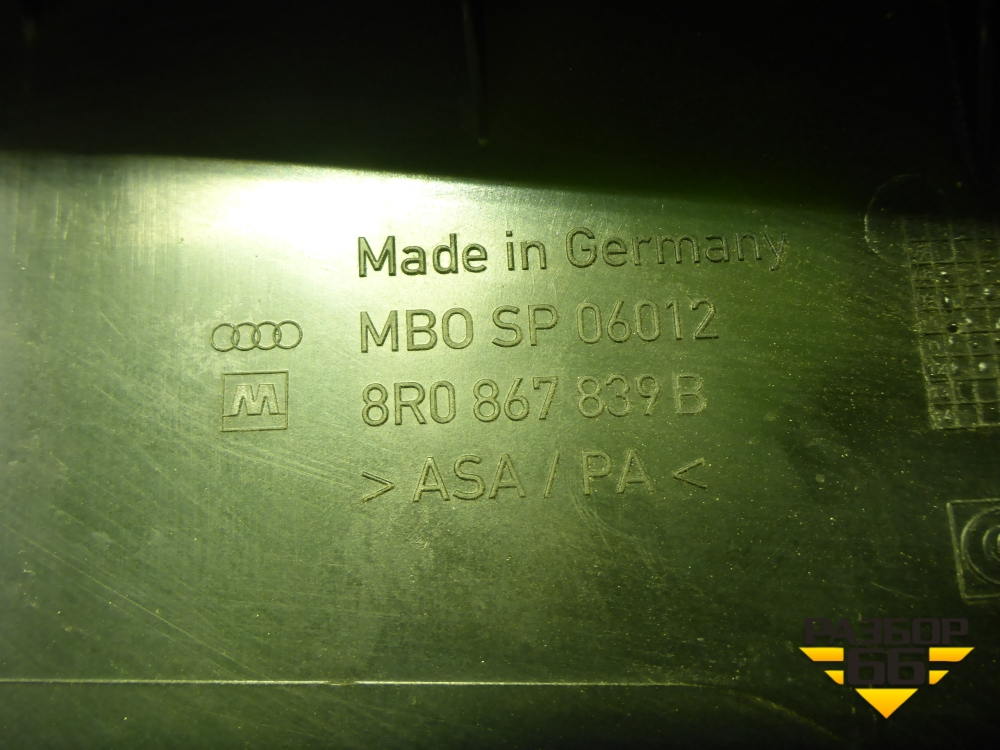 Made in Germany
MBO SP 06012
8R0 867 839 B
> ASA / PA <
РАЗБОР
66